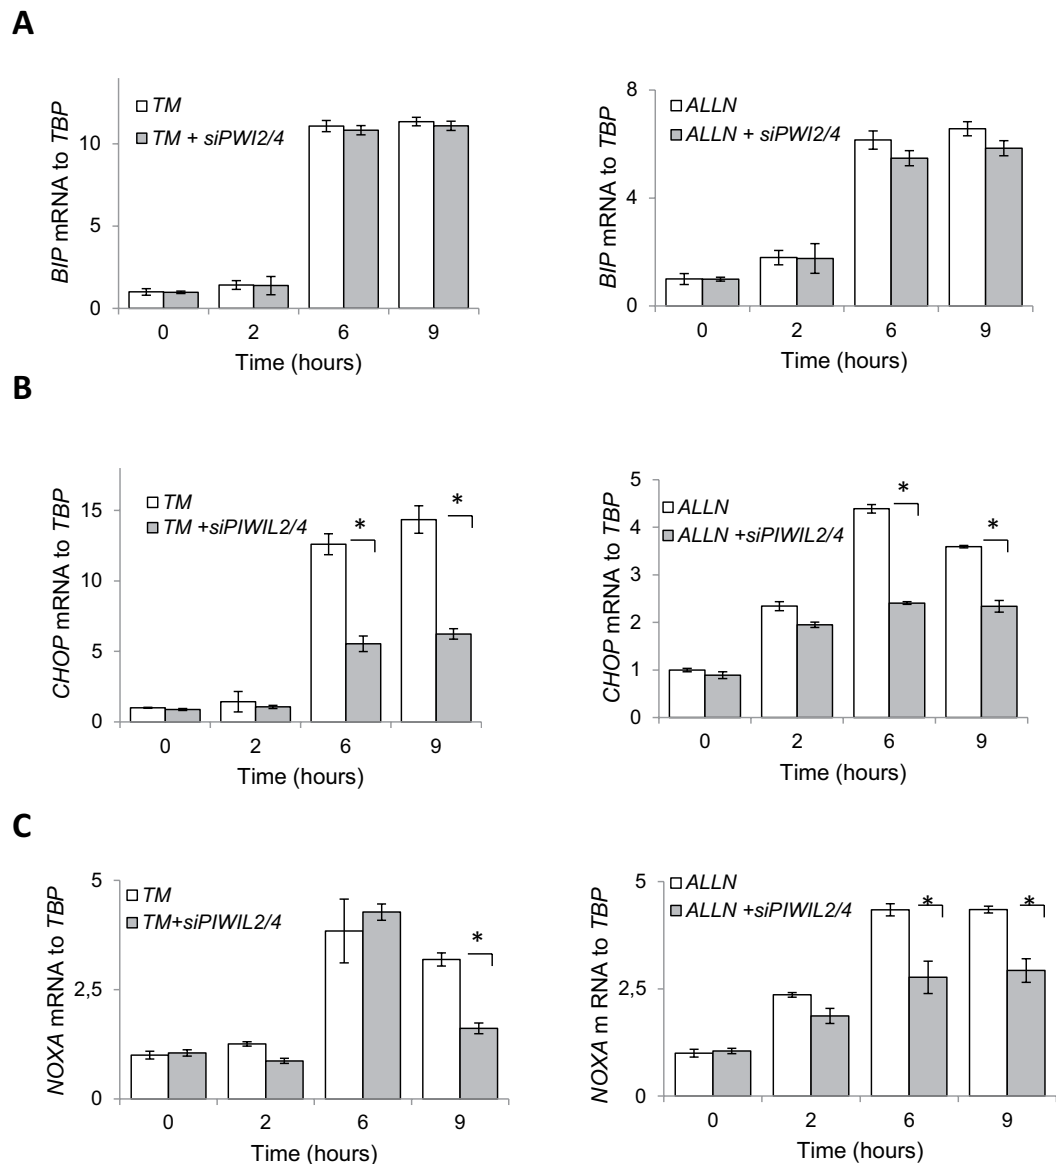 A
BIP mRNA to TBP
10
5
0
TM
TM + siPWI2/4
0 2 6 9
Time (hours)
BIP mRNA to TBP
8
4
0
ALLN
ALLN + siPWI2/4
0 2 6 9
Time (hours)
B
CHOP mRNA to TBP
15
10
5
0
TM
TM +siPIWIL2/4
* *
0 2 6 9
Time (hours)
CHOP mRNA to TBP
5
4
3
2
1
0
ALLN
ALLN +siPIWIL2/4
* *
0 2 6 9
Time (hours)
C
NOXA mRNA to TBP
5
2,5
0
TM
TM+siPIWIL2/4
*
0 2 6 9
Time (hours)
NOXA m RNA to TBP
5
2,5
0
ALLN
ALLN +siPIWIL2/4
* *
0 2 6 9
Time (hours)